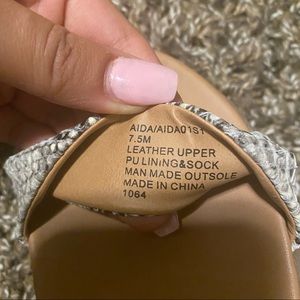 AIDA/AIDA01S1
7.5M
LEATHER UPPER
PU LINING&SOCK
MAN MADE OUTSOLE
MADE IN CHINA
1064